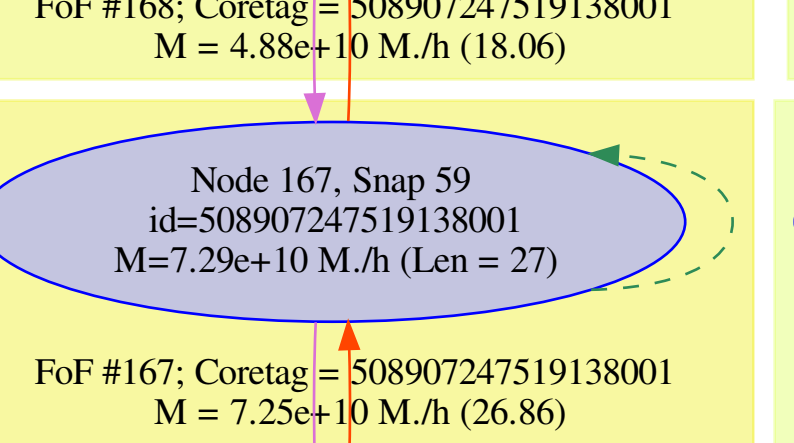 FoF #168; Coretag = 508907247519138001
M = 4.88e+10 M./h (18.06)
Node 167, Snap 59
id=508907247519138001
M=7.29e+10 M./h (Len = 27)
FoF #167; Coretag = 508907247519138001
M = 7.25e+10 M./h (26.86)